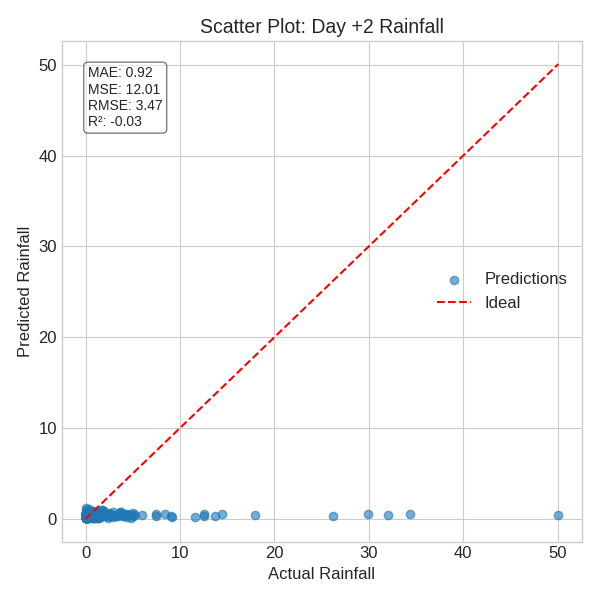 Scatter Plot: Day +2 Rainfall
MAE: 0.92
MSE: 12.01
RMSE: 3.47
R²: -0.03
Predicted Rainfall
50
40
30
20
10
0
Predictions
Ideal
0 10 20 30 40 50
Actual Rainfall